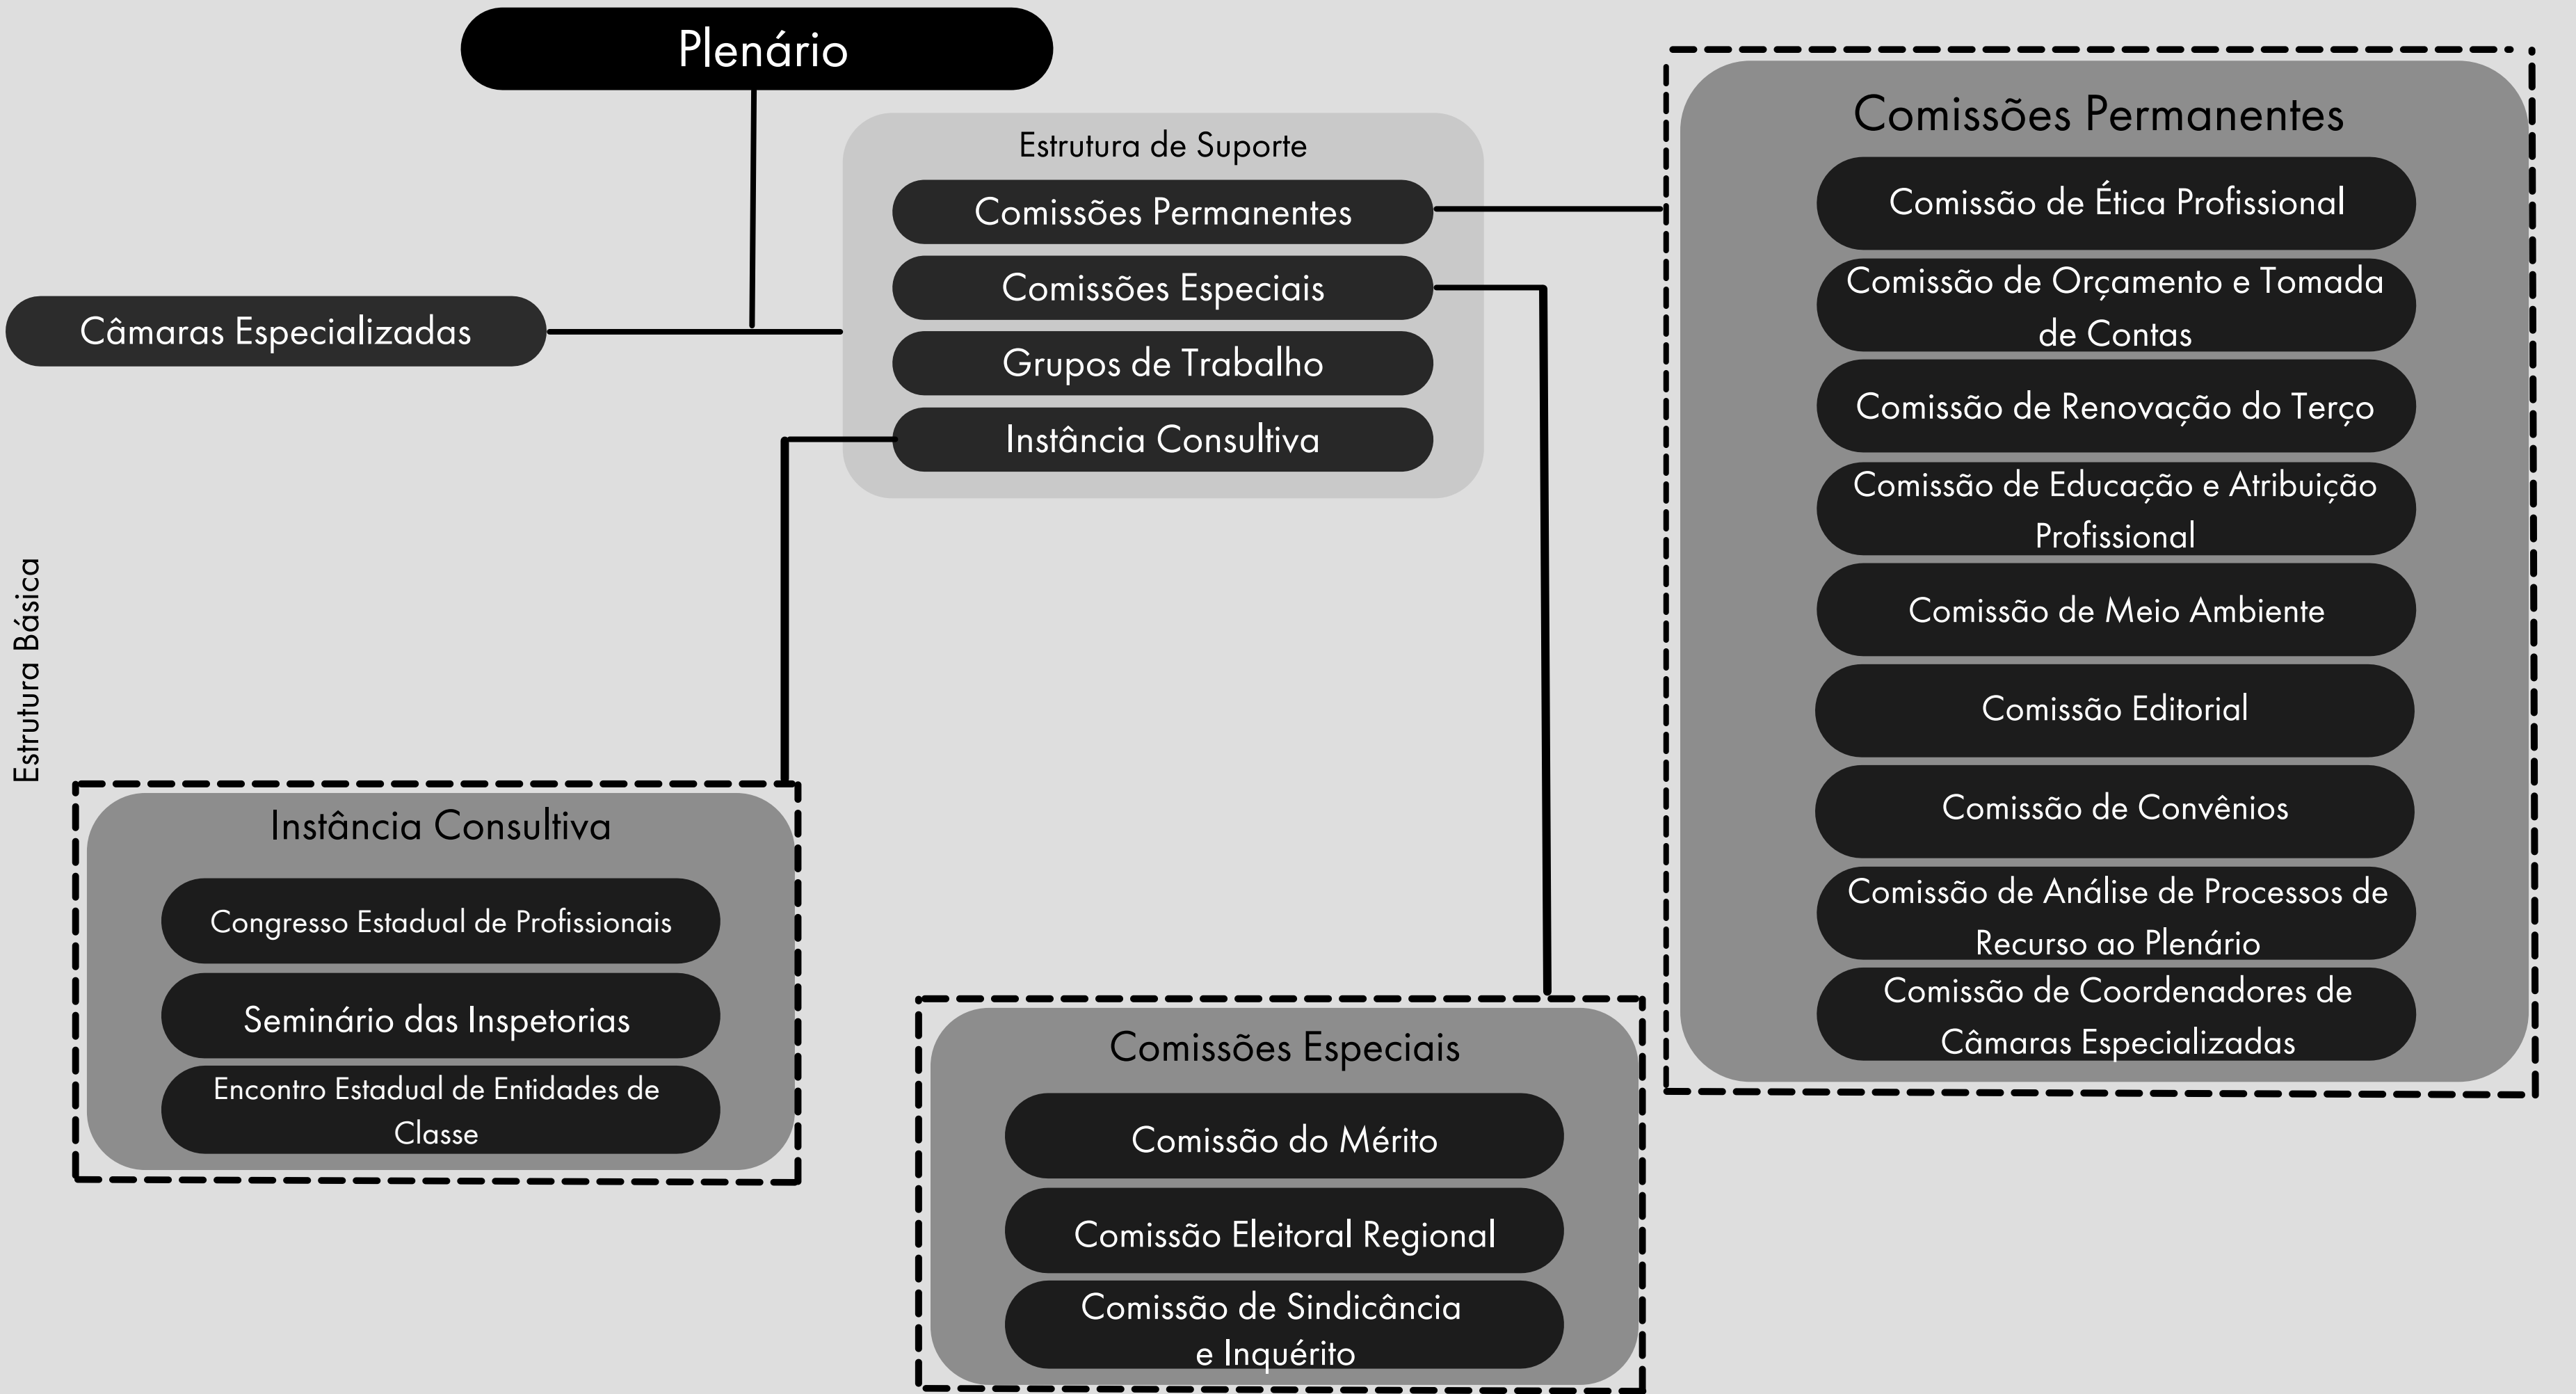 Plenário
Estrutura de Suporte
Comissões Permanentes
Comissões Especiais
Grupos de Trabalho
Instância Consultiva
Câmaras Especializadas
Estrutura Básica
Comissões Permanentes
Comissão de Ética Profissional
Comissão de Orçamento e Tomada
de Contas
Comissão de Renovação do Terço
Comissão de Educação e Atribuição
Profissional
Comissão de Meio Ambiente
Comissão Editorial
Comissão de Convênios
Comissão de Análise de Processos de
Recurso ao Plenário
Comissão de Coordenadores de
Câmaras Especializadas
Instância Consultiva
Congresso Estadual de Profissionais
Seminário das Inspetorias
Encontro Estadual de Entidades de
Classe
Comissões Especiais
Comissão do Mérito
Comissão Eleitoral Regional
Comissão de Sindicância
e Inquérito